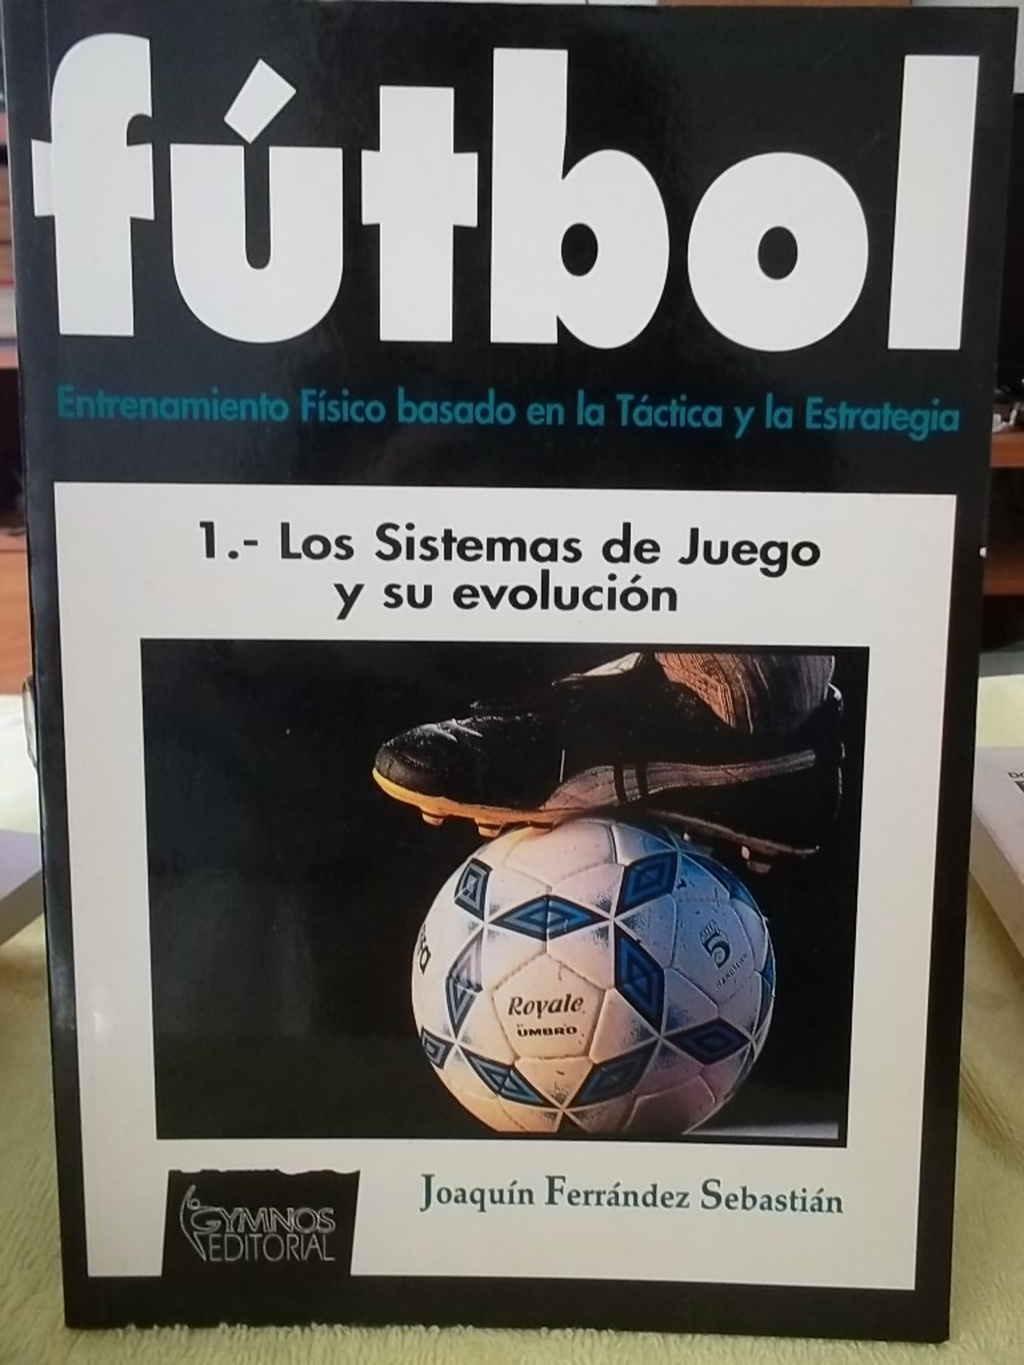 fútbol
Entrenamiento Físico basado en la Táctica y la Estrategia
1.- Los Sistemas de Juego
y su evolución
5
Royale
UMBRO
Joaquín Ferrández Sebastián
GYMNOS
EDITORIAL